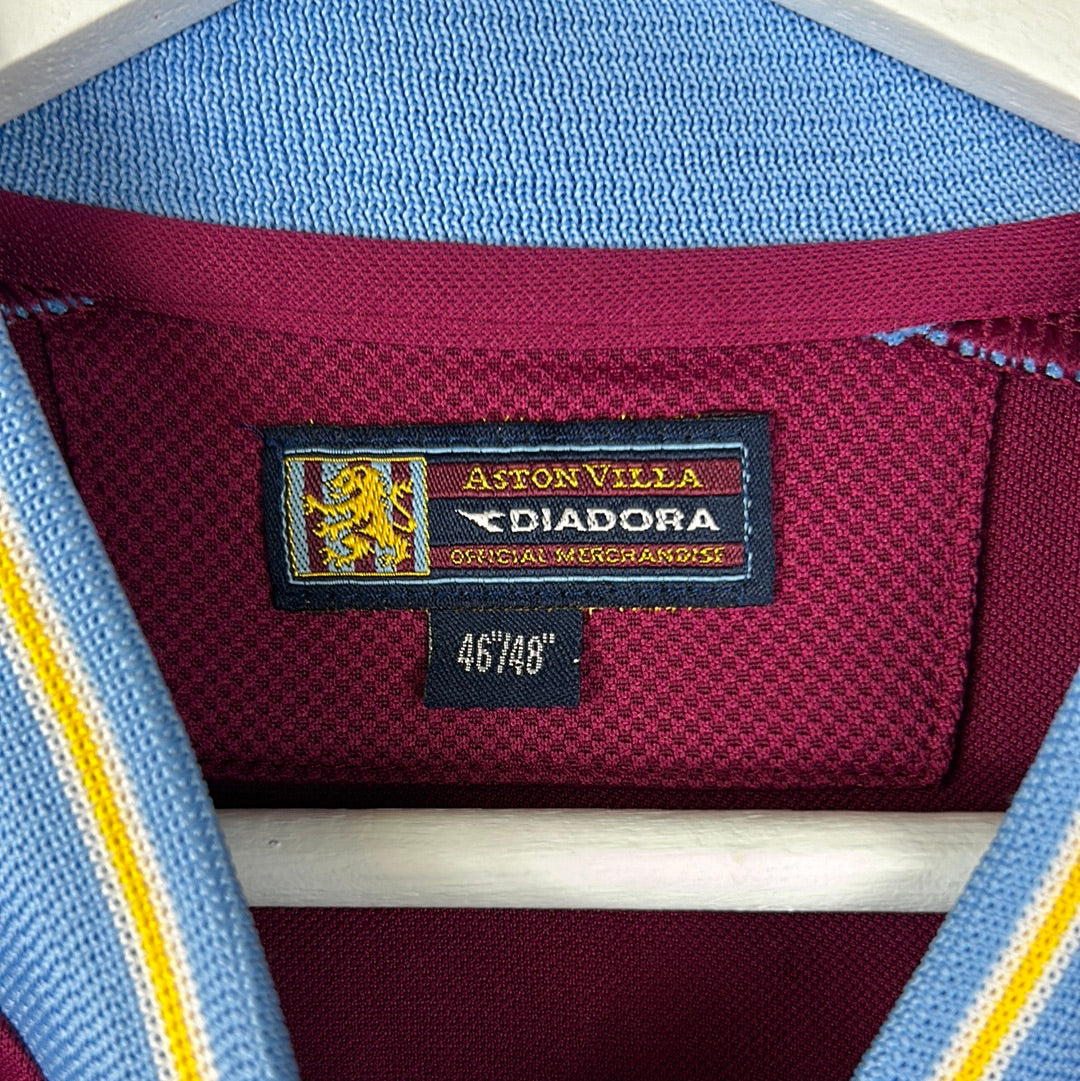 ASTON VILLA
DIADORA
OFFICIAL MERCHANDISE
46"/48"